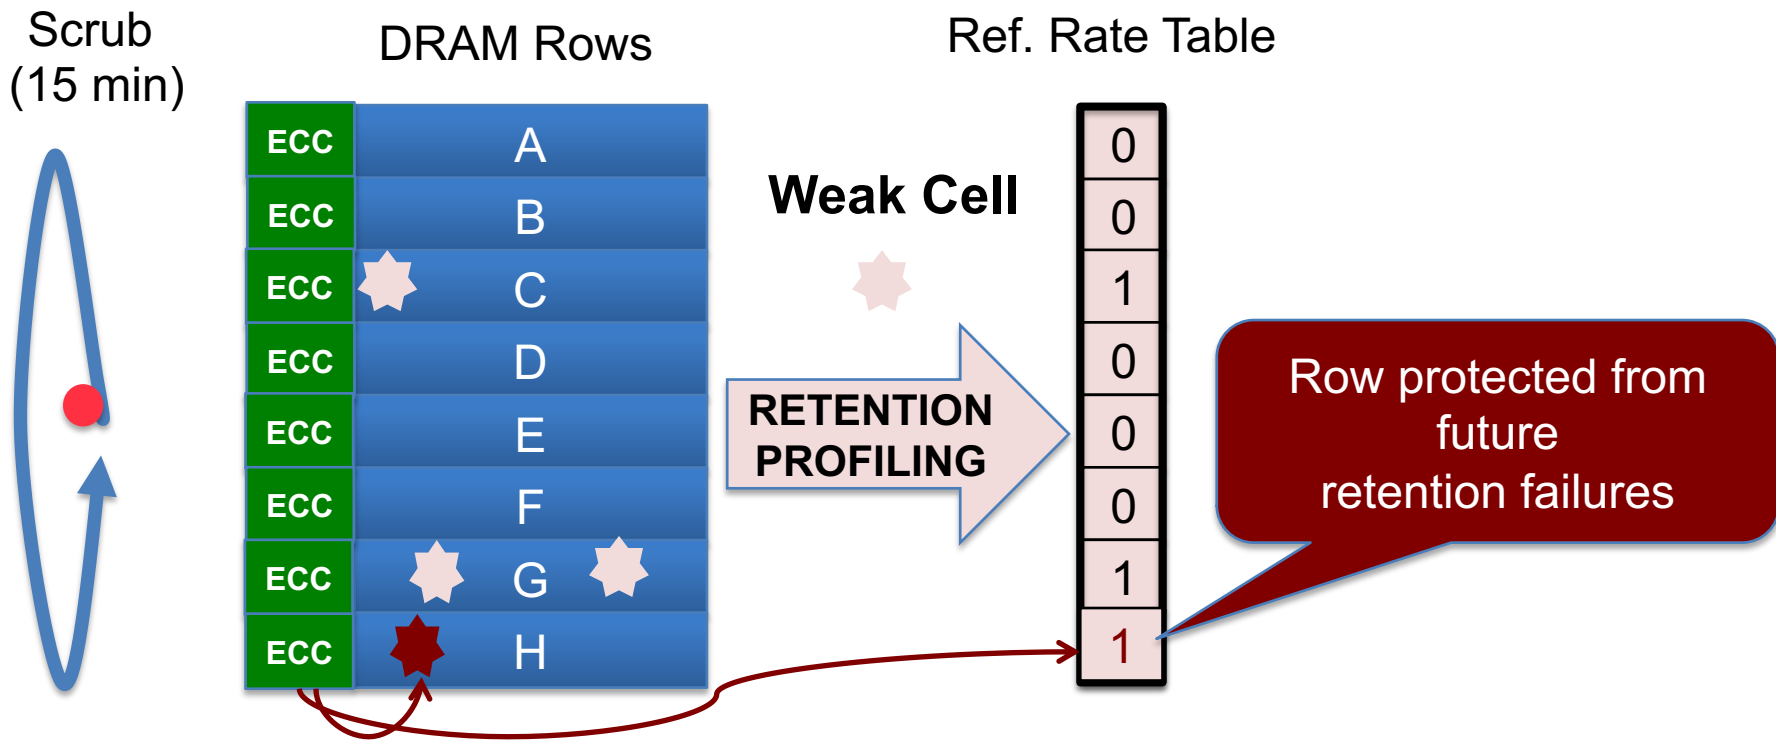 Scrub
(15 min)
DRAM Rows
Ref. Rate Table
ECC A 0
ECC B 0
Weak Cell
ECC C 1
ECC D 0
RETENTION
PROFILING
ECC E 0
ECC F 0
ECC G 1
ECC H 1
Row protected from
future
retention failures